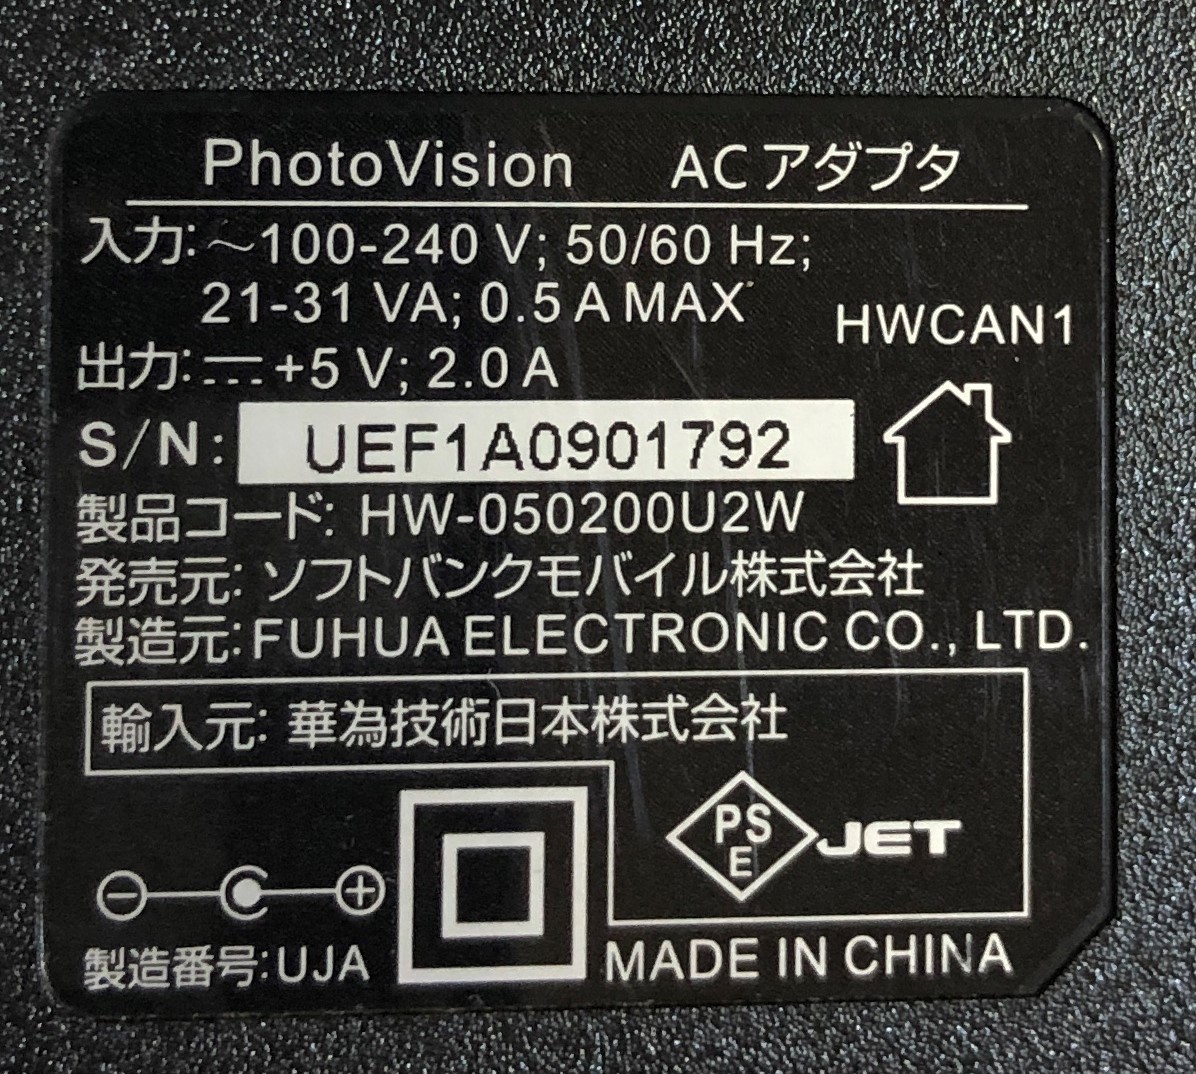 PhotoVision ACアダプタ
入力:～100-240 V; 50/60 Hz;
21-31 VA; 0.5 A MAX
HWCAN1
出力:⎓+5 V; 2.0 A
S/N: UEF1A0901792
製品コード: HW-050200U2W
発売元: ソフトバンクモバイル株式会社
製造元: FUHUA ELECTRONIC CO., LTD.
輸入元: 華為技術日本株式会社
PSE JET
製造番号:UJA
MADE IN CHINA